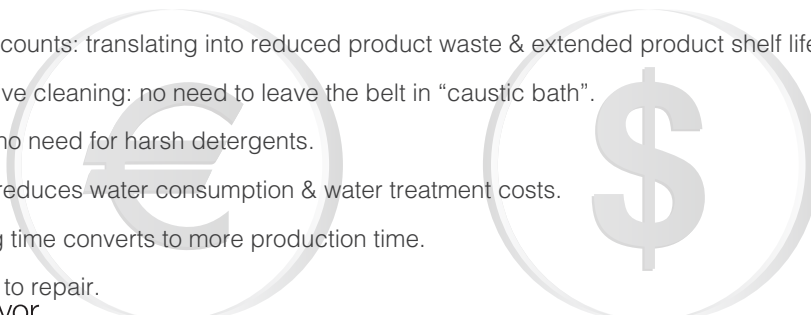 counts: translating into reduced product waste & extended product shelf life
ve cleaning: no need to leave the belt in “caustic bath”.
no need for harsh detergents.
reduces water consumption & water treatment costs.
g time converts to more production time.
to repair.
yor
€ $